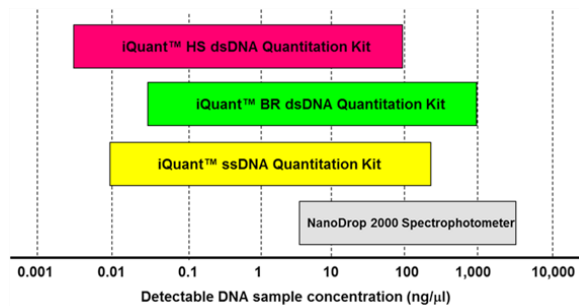 iQuant™ HS dsDNA Quantitation Kit
iQuant™ BR dsDNA Quantitation Kit
iQuant™ ssDNA Quantitation Kit
NanoDrop 2000 Spectrophotometer
0.001 0.01 0.1 1 10 100 1,000 10,000
Detectable DNA sample concentration (ng/µl)